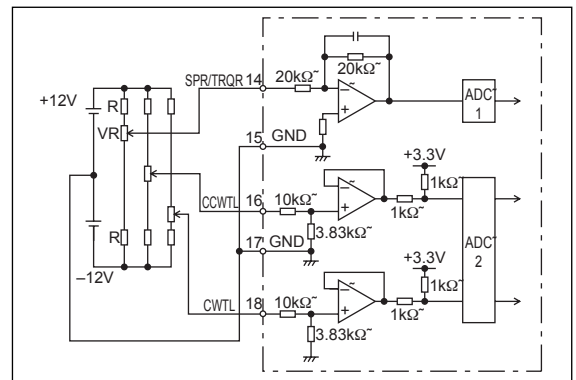 SPR/TRQR 14
20kΩ~
20kΩ~
ADC~
1
+12V
R
VR
15 GND
+3.3V
CCWTL 16
10kΩ~
1kΩ~
1kΩ~
3.83kΩ~
R
17 GND
ADC~
2
–12V
+3.3V
1kΩ~
CWTL 18
10kΩ~
1kΩ~
3.83kΩ~